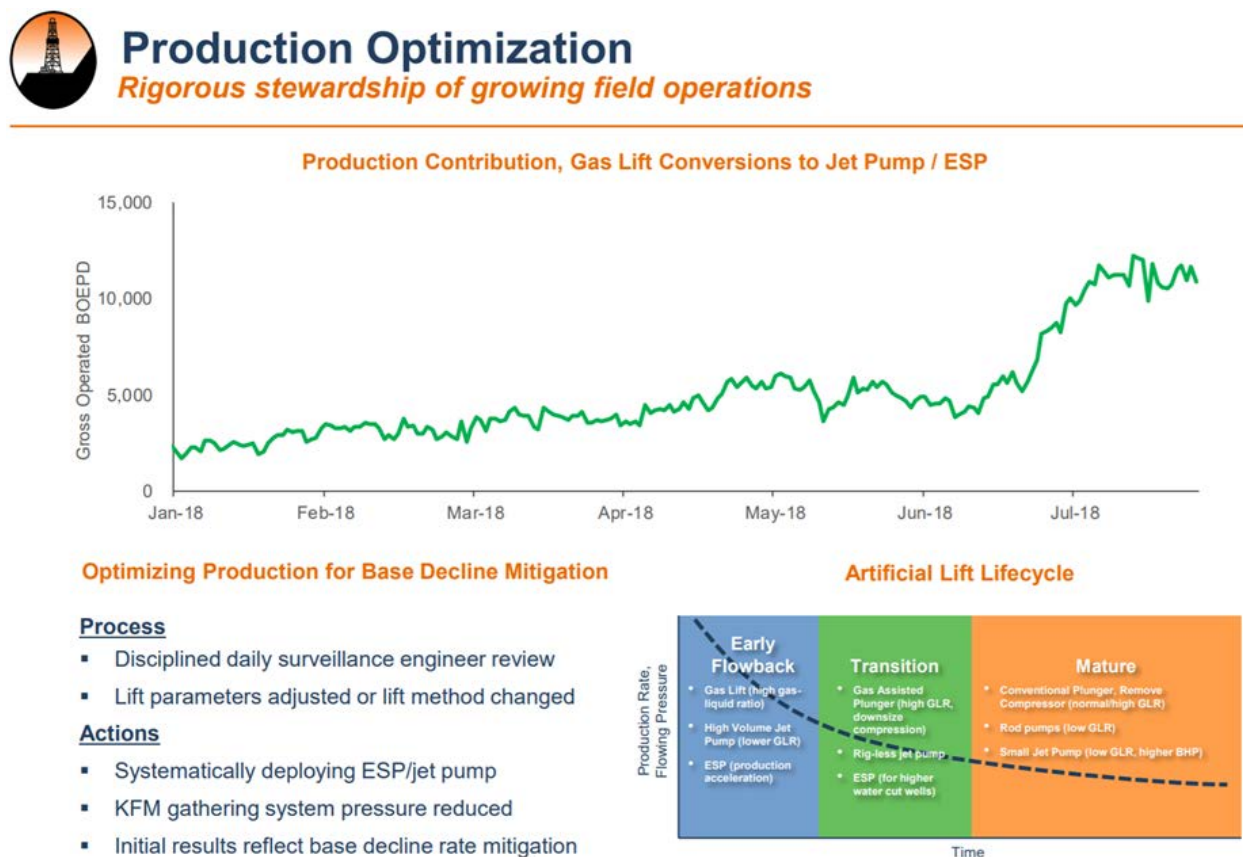 Production Optimization
Rigorous stewardship of growing field operations
Production Contribution, Gas Lift Conversions to Jet Pump / ESP
Gross Operated BOEPD
15,000
10,000
5,000
0
Jan-18
Feb-18
Mar-18
Apr-18
May-18
Jun-18
Jul-18
Optimizing Production for Base Decline Mitigation
Process
▪ Disciplined daily surveillance engineer review
▪ Lift parameters adjusted or lift method changed
Actions
▪ Systematically deploying ESP/jet pump
▪ KFM gathering system pressure reduced
▪ Initial results reflect base decline rate mitigation
Artificial Lift Lifecycle
Production Rate,
Flowing Pressure
Early
Flowback
• Gas Lift (high gas-
liquid ratio)
• High Volume Jet
Pump (lower GLR)
• ESP (production
acceleration)
Transition
• Gas Assisted
Plunger (high GLR,
downsize
compression)
• Rig-less jet pump
• ESP (for higher
water cut wells)
Mature
• Conventional Plunger, Remove
Compressor (normal/high GLR)
• Rod pumps (low GLR)
• Small Jet Pump (low GLR, higher BHP)
Time